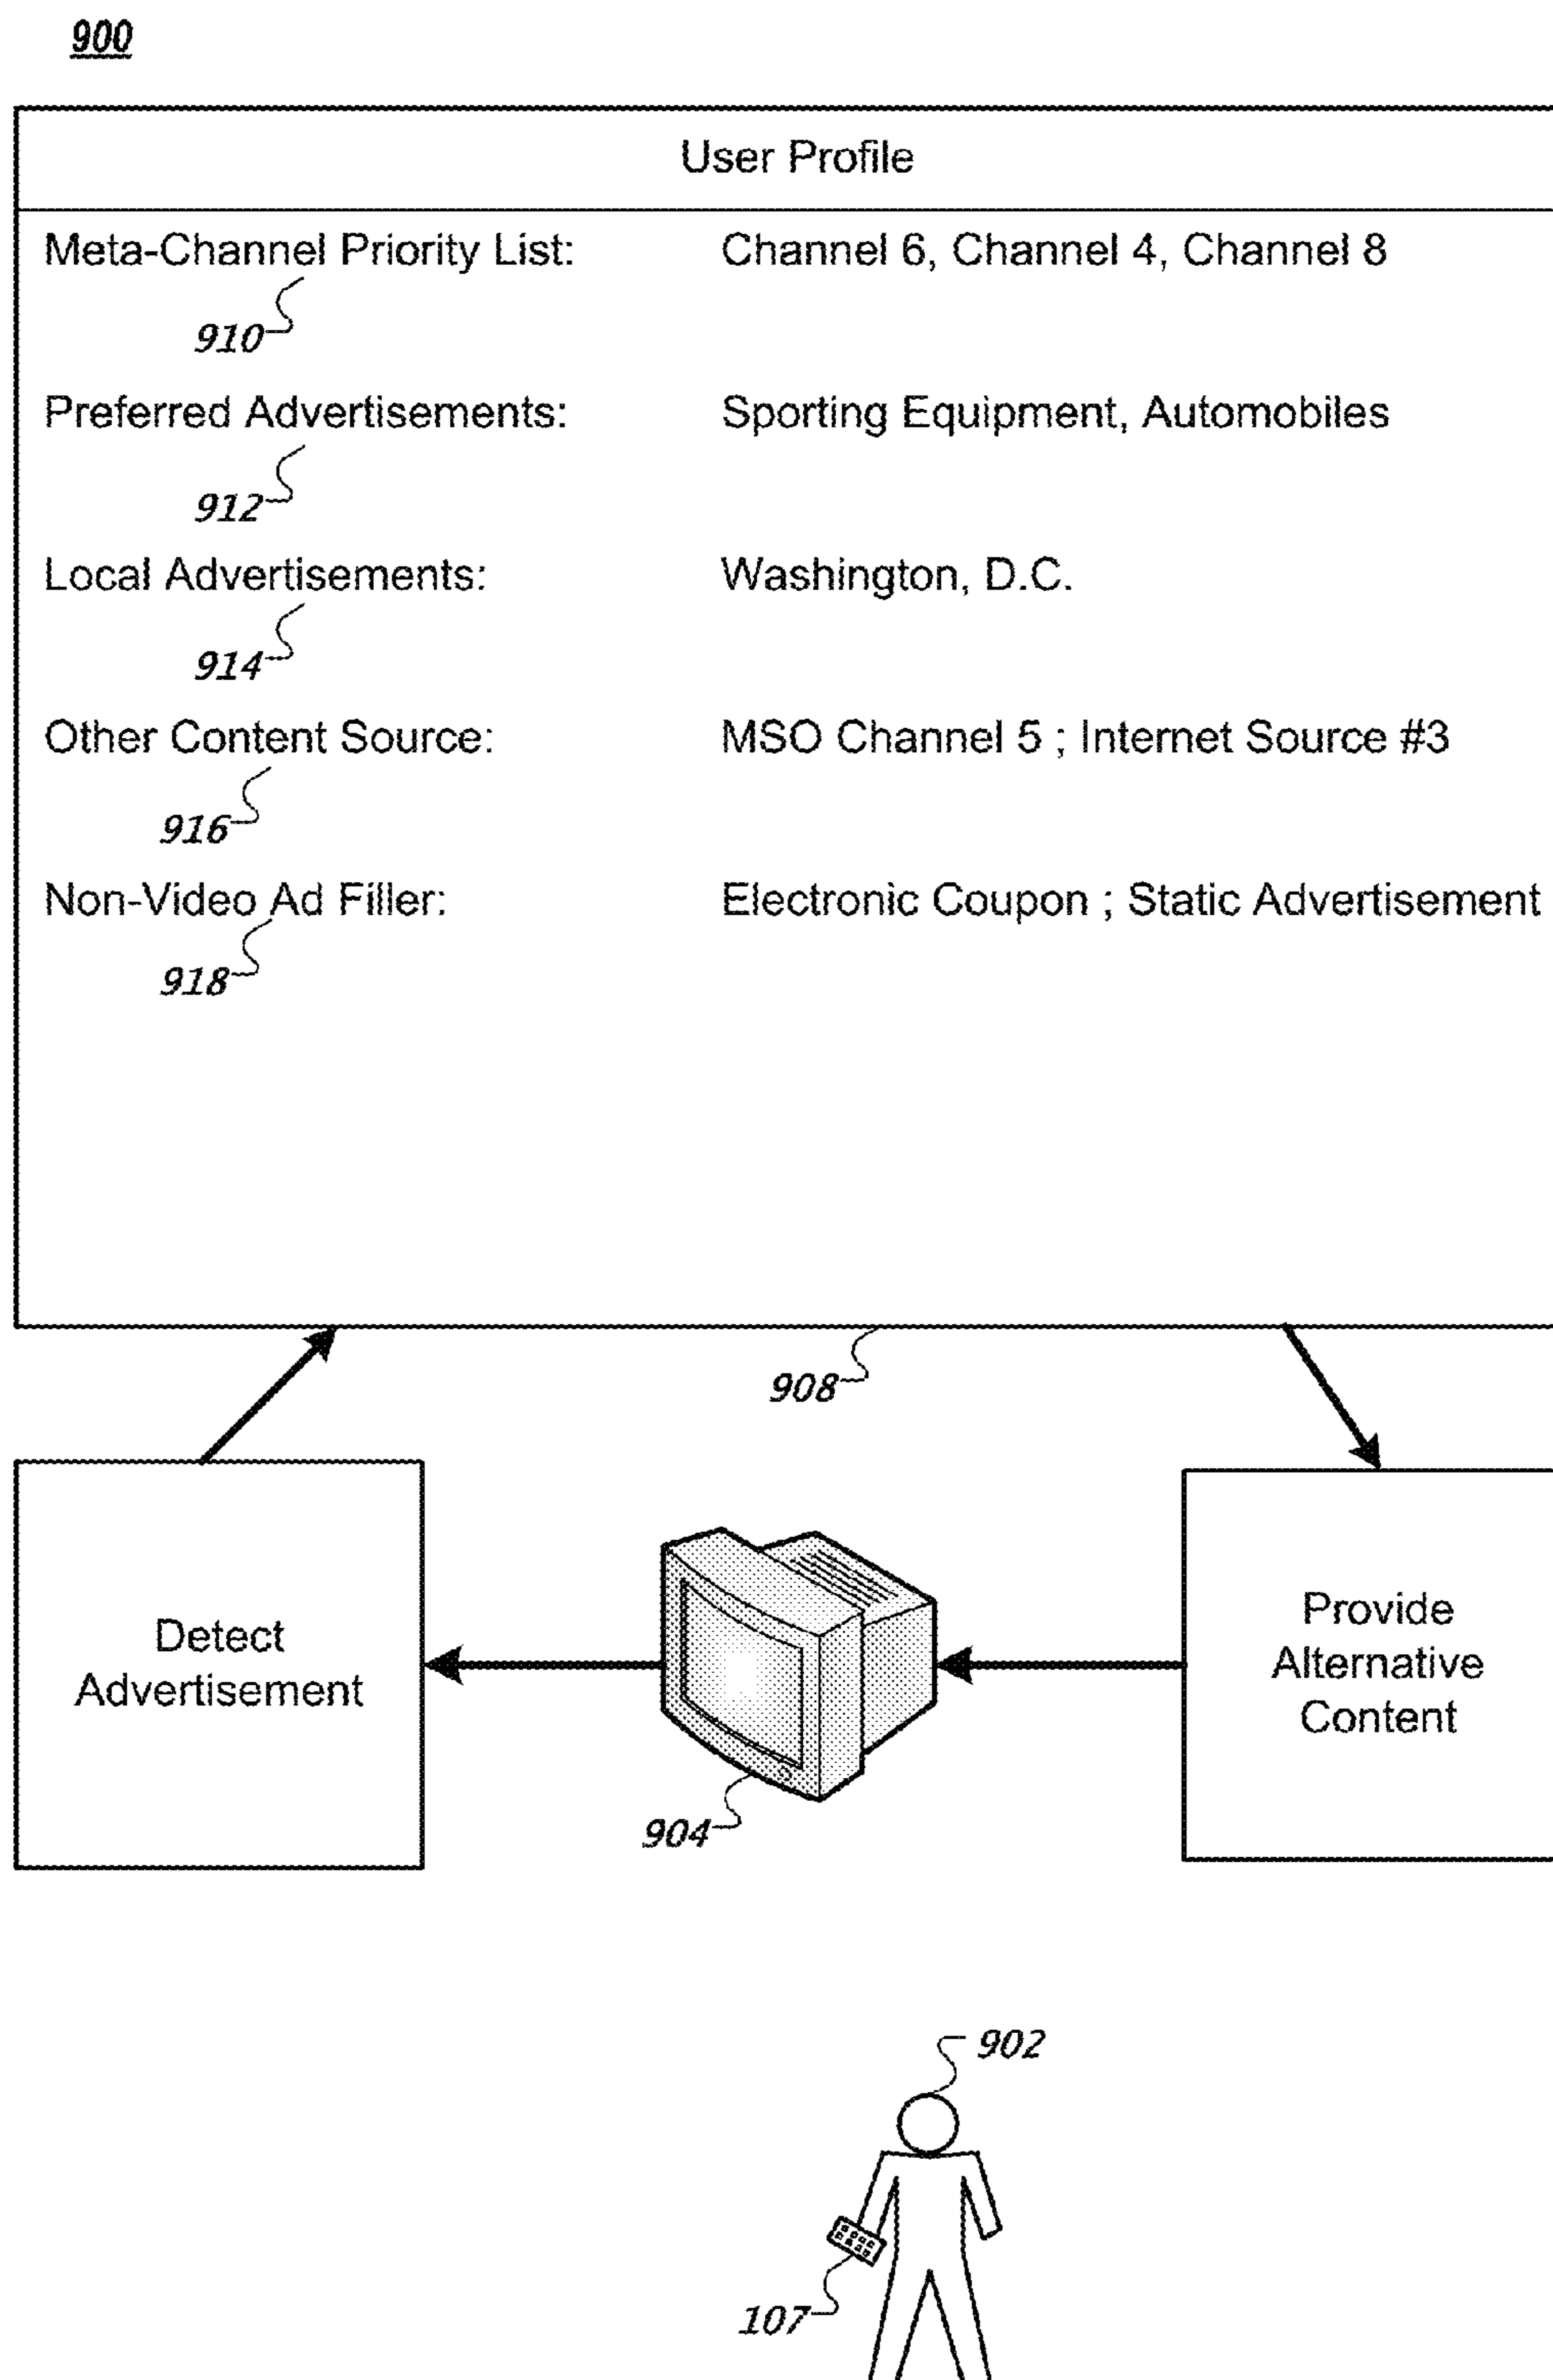 900
User Profile
Meta-Channel Priority List: Channel 6, Channel 4, Channel 8
910
Preferred Advertisements: Sporting Equipment, Automobiles
912
Local Advertisements: Washington, D.C.
914
Other Content Source: MSO Channel 5 ; Internet Source #3
916
Non-Video Ad Filler: Electronic Coupon ; Static Advertisement
918
908
Detect
Advertisement
904
Provide
Alternative
Content
902
107